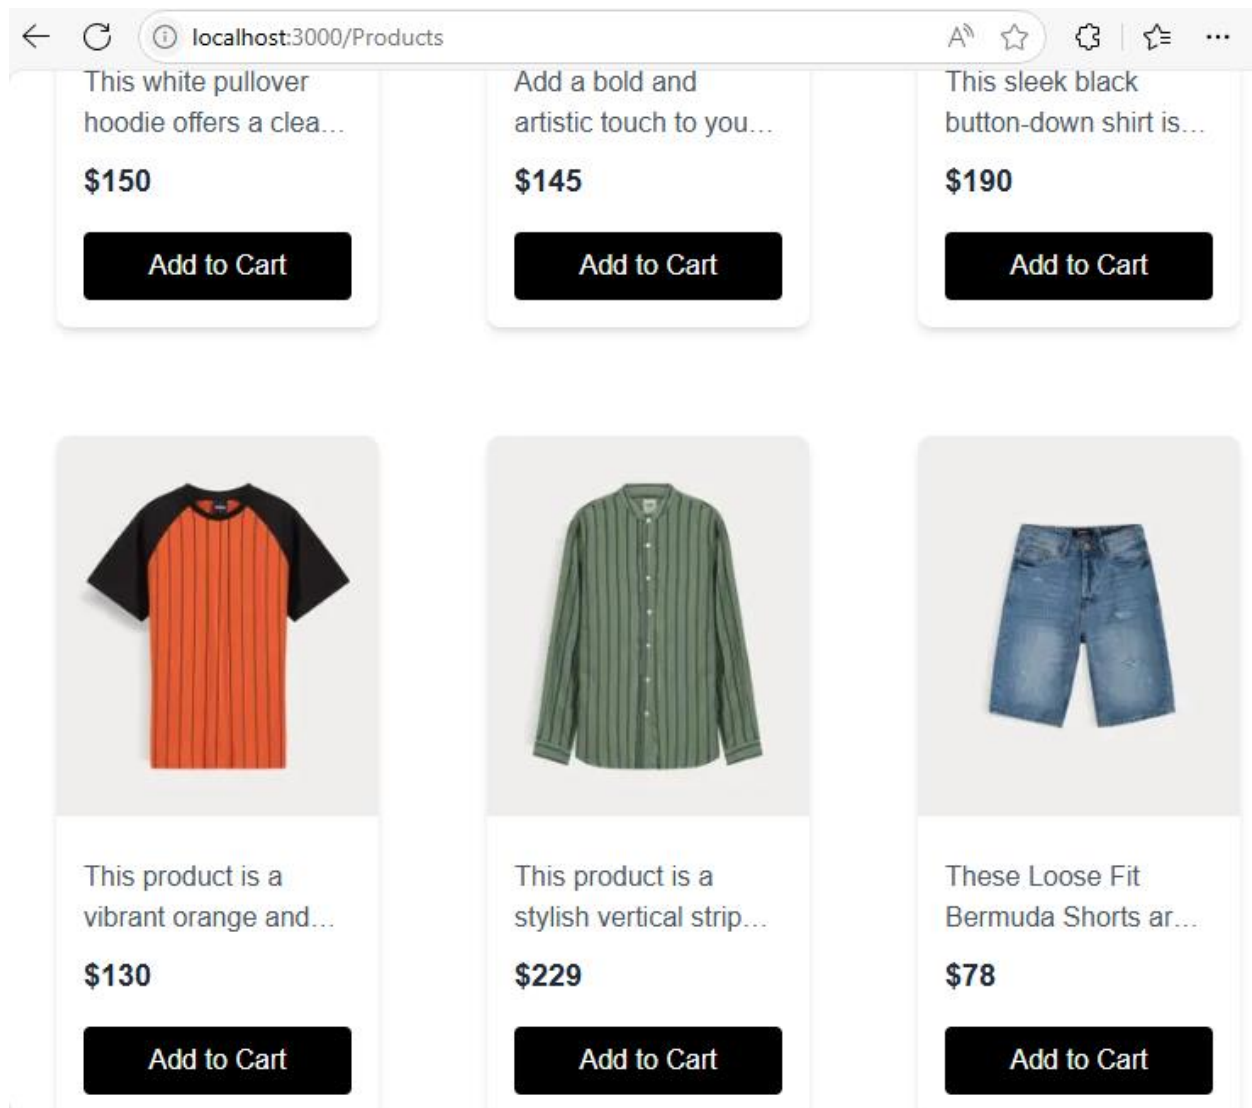 localhost:3000/Products
This white pullover
hoodie offers a clea...
$150
Add to Cart
Add a bold and
artistic touch to you...
$145
Add to Cart
This sleek black
button-down shirt is...
$190
Add to Cart
This product is a
vibrant orange and...
$130
Add to Cart
This product is a
stylish vertical strip...
$229
Add to Cart
These Loose Fit
Bermuda Shorts ar...
$78
Add to Cart